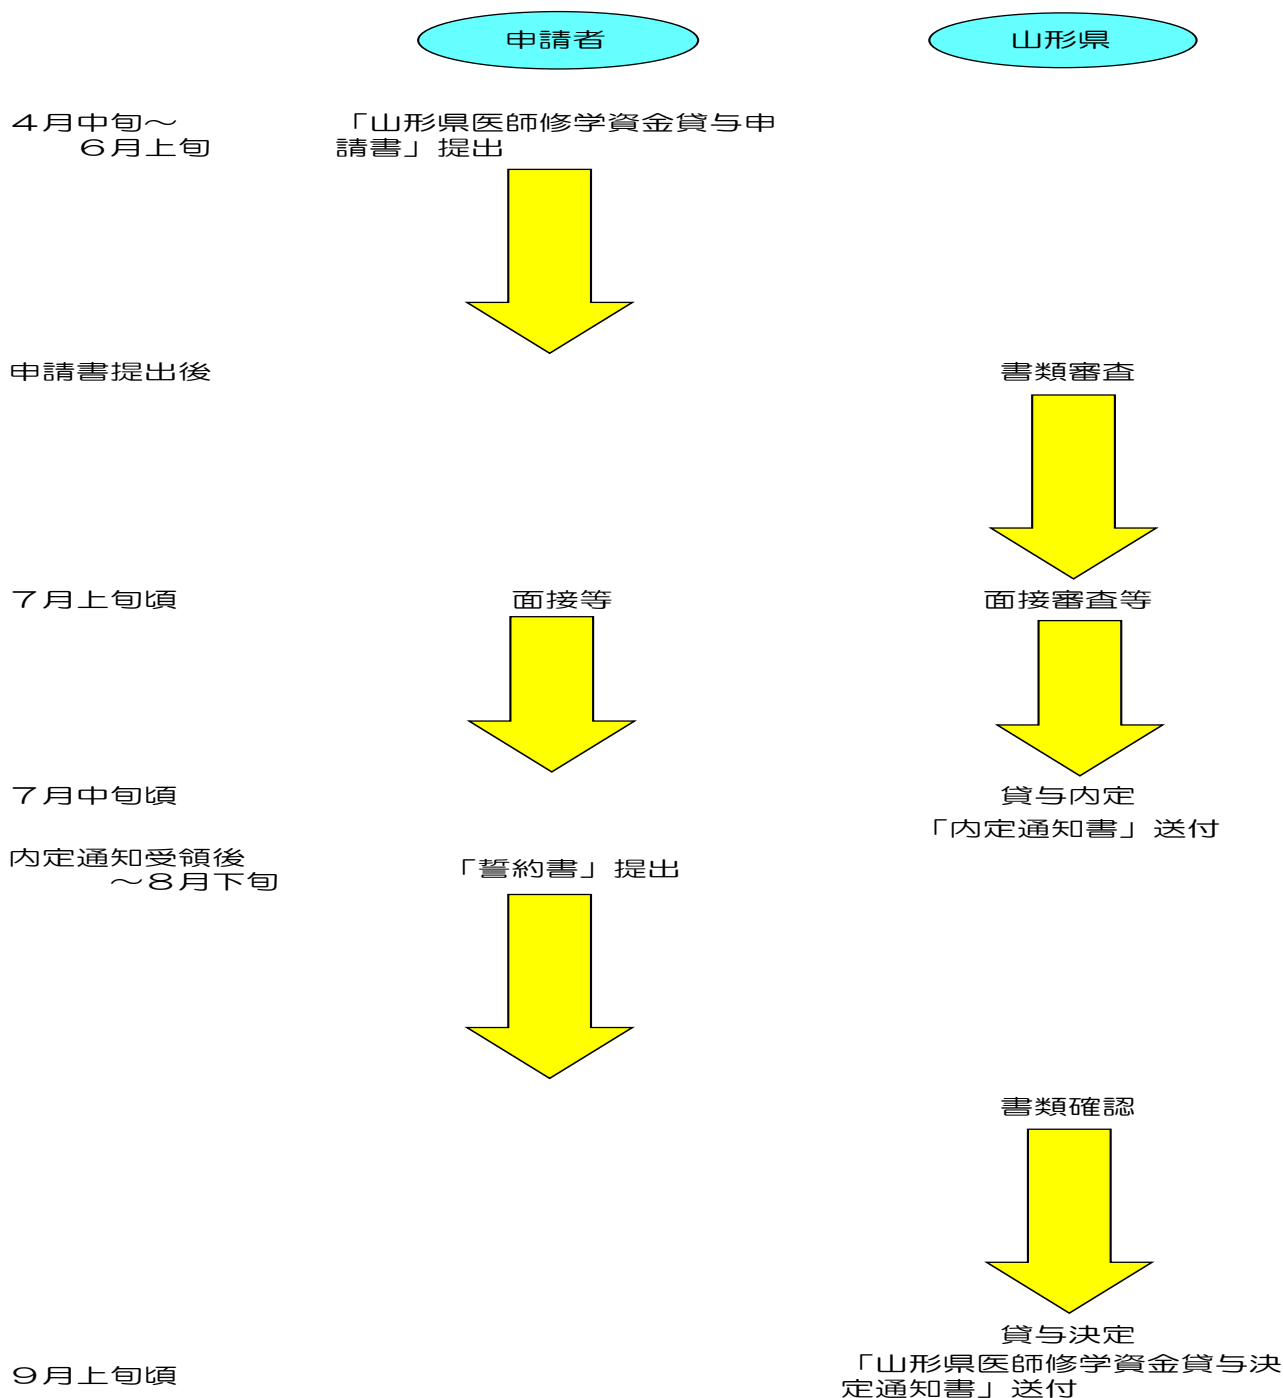 申請者
山形県
４月中旬～
６月上旬
「山形県医師修学資金貸与申
請書」提出
申請書提出後
書類審査
７月上旬頃
面接等
面接審査等
７月中旬頃
貸与内定
「内定通知書」送付
内定通知受領後
～８月下旬
「誓約書」提出
書類確認
貸与決定
９月上旬頃
「山形県医師修学資金貸与決
定通知書」送付